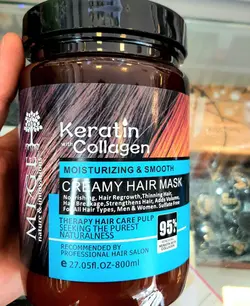 Keratin
with Collagen
MOISTURIZING & SMOOTH
CREAMY HAIR MASK
Nourishing, Hair Regrowth,Thinning Hair,
Hair Breakage,Strengthens Hair, Adds Volume,
For All Hair Types, Men & Women. Sulfate Free
THERAPY HAIR CARE PULP
SEEKING THE PUREST
NATURALNESS
95%
RECOMMENDED BY
PROFESSIONAL HAIR SALON
℮ 27.05fl.OZ-800ml